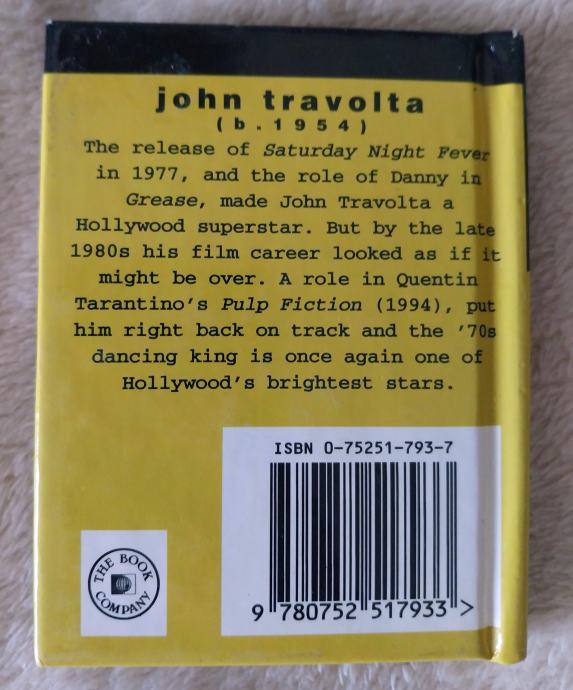 john travolta
(b.1954)
The release of Saturday Night Fever
in 1977, and the role of Danny in
Grease, made John Travolta a
Hollywood superstar. But by the late
1980s his film career looked as if it
might be over. A role in Quentin
Tarantino's Pulp Fiction (1994), put
him right back on track and the '70s
dancing king is once again one of
Hollywood's brightest stars.
ISBN 0-75251-793-7
9 780752 517933 >
THE BOOK
COMPANY